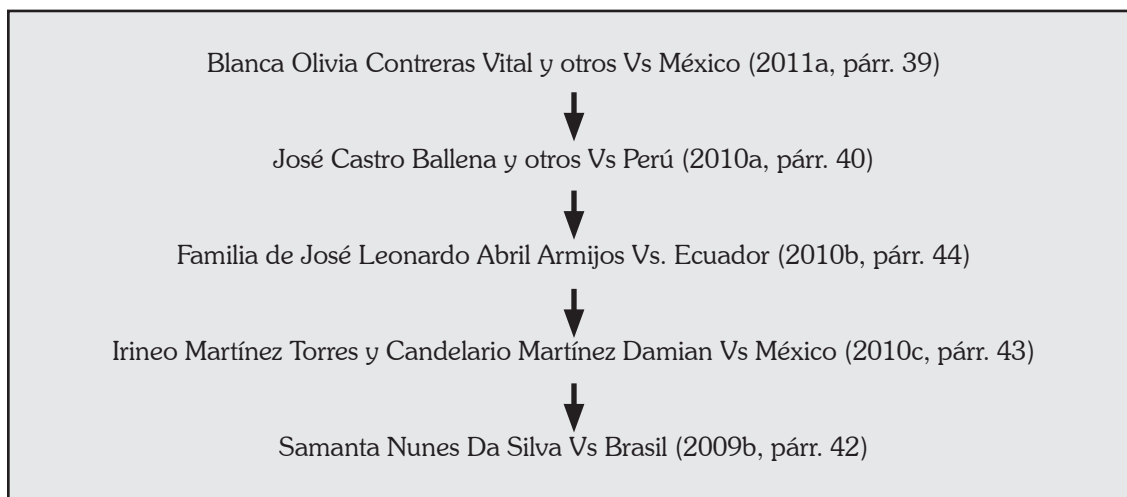 Blanca Olivia Contreras Vital y otros Vs México (2011a, párr. 39)
José Castro Ballena y otros Vs Perú (2010a, párr. 40)
Familia de José Leonardo Abril Armijos Vs. Ecuador (2010b, párr. 44)
Irineo Martínez Torres y Candelario Martínez Damian Vs México (2010c, párr. 43)
Samanta Nunes Da Silva Vs Brasil (2009b, párr. 42)